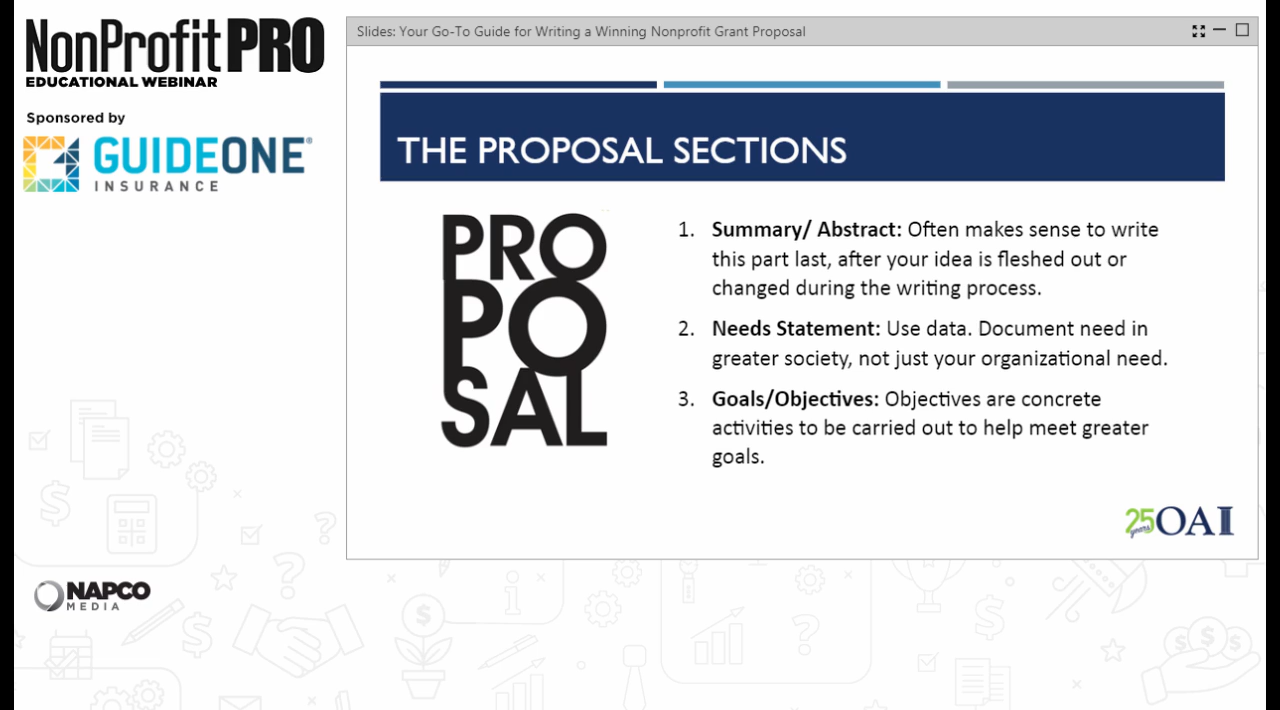 NonProfit PRO
EDUCATIONAL WEBINAR
Sponsored by
GUIDEONE®
INSURANCE
NAPCO
MEDIA
Slides: Your Go-To Guide for Writing a Winning Nonprofit Grant Proposal
THE PROPOSAL SECTIONS
PRO
PO
SAL
1. Summary/ Abstract: Often makes sense to write
this part last, after your idea is fleshed out or
changed during the writing process.
2. Needs Statement: Use data. Document need in
greater society, not just your organizational need.
3. Goals/Objectives: Objectives are concrete
activities to be carried out to help meet greater
goals.
25 years OAI